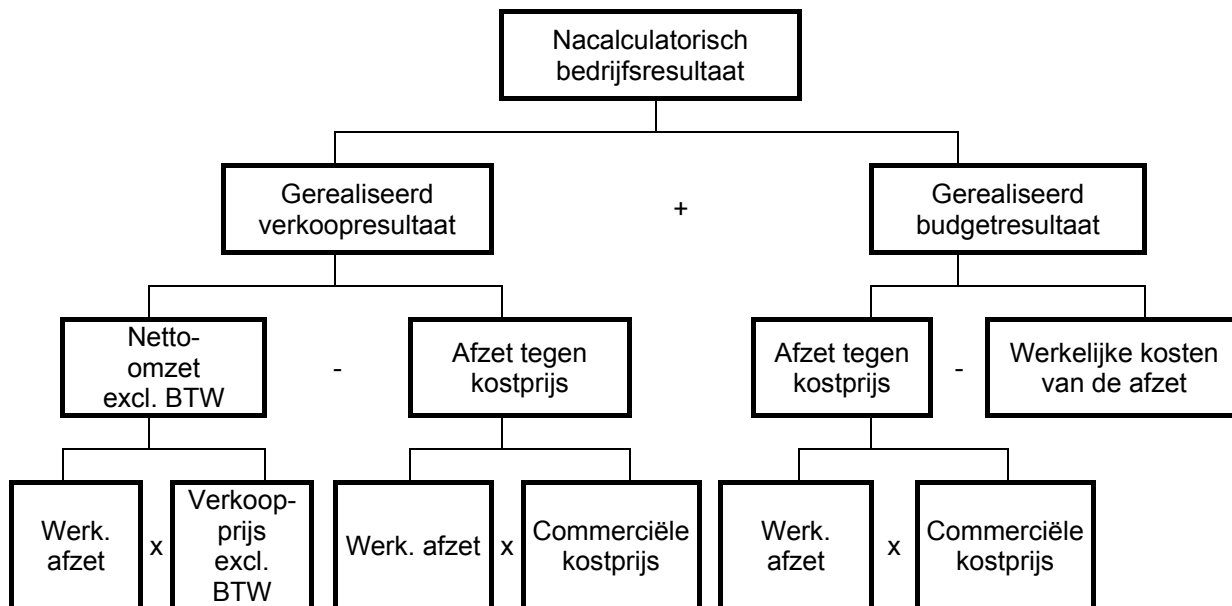 Nacalculatorisch
bedrijfsresultaat
Gerealiseerd
verkoopresultaat
+
Gerealiseerd
budgetresultaat
Netto-
omzet
excl. BTW
-
Afzet tegen
kostprijs
Afzet tegen
kostprijs
-
Werkelijke kosten
van de afzet
Werk.
afzet
x
Verkoop-
prijs
excl.
BTW
Werk. afzet
x
Commerciële
kostprijs
Werk.
afzet
x
Commerciële
kostprijs